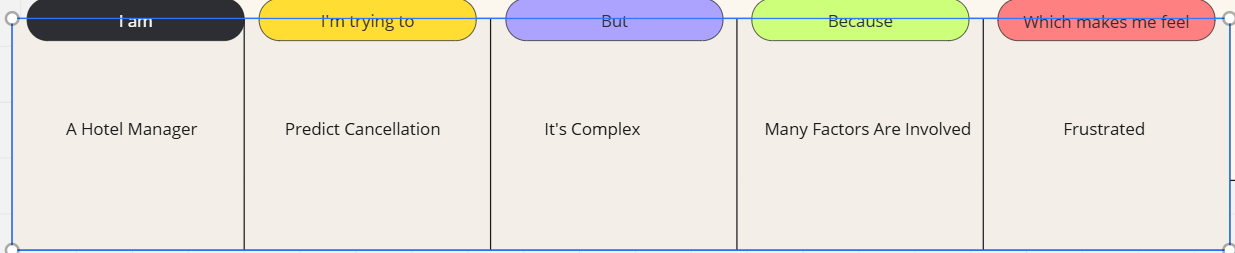 I am
I'm trying to
But
Because
Which makes me feel
A Hotel Manager
Predict Cancellation
It's Complex
Many Factors Are Involved
Frustrated